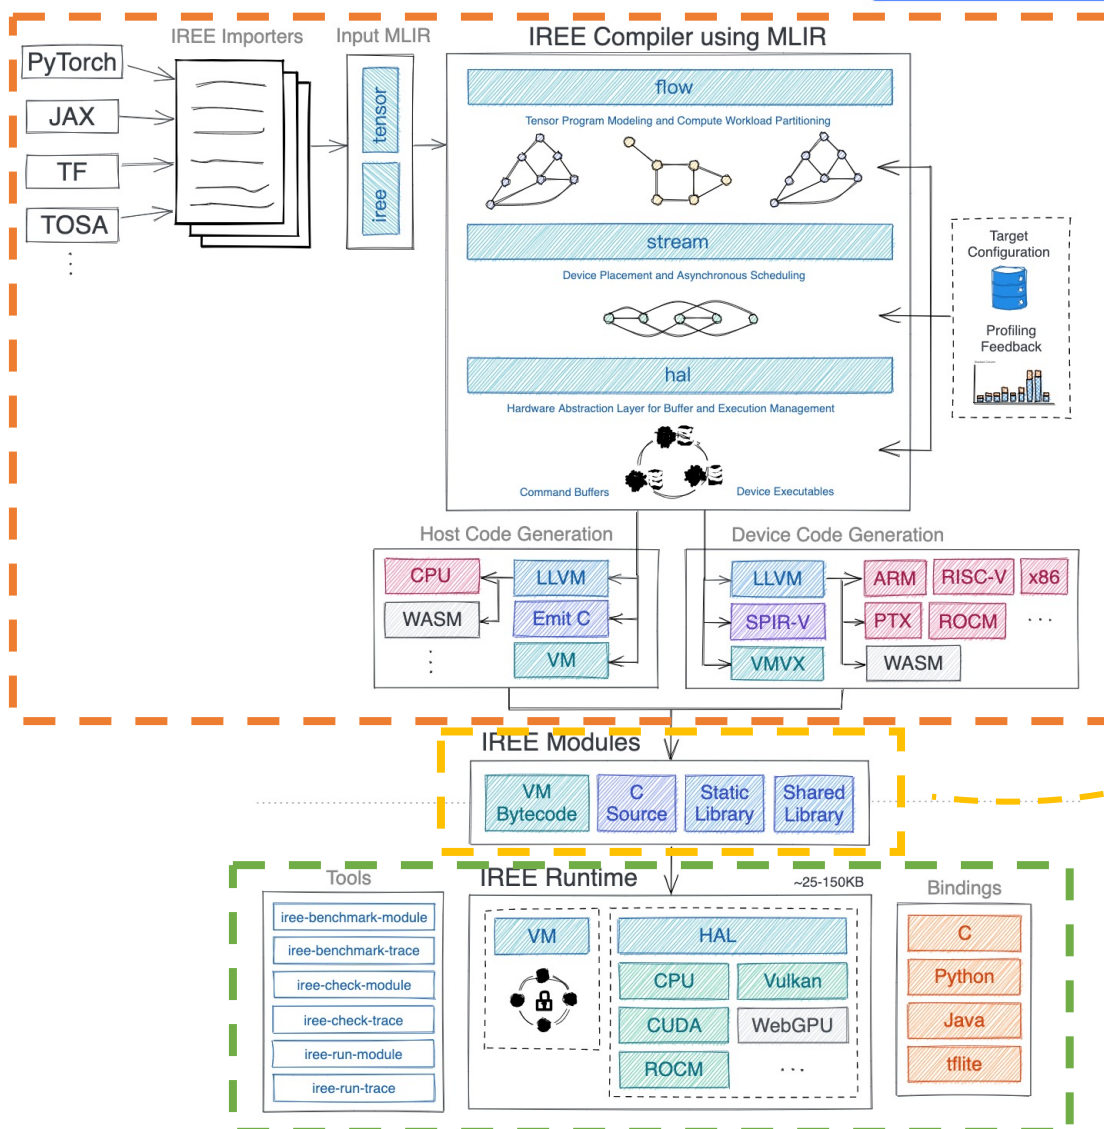 IREE Importers
Input MLIR
IREE Compiler using MLIR
PyTorch
JAX
TF
TOSA
tensor
iree
flow
Tensor Program Modeling and Compute Workload Partitioning
stream
Device Placement and Asynchronous Scheduling
hal
Hardware Abstraction Layer for Buffer and Execution Management
Command Buffers
Device Executables
Target
Configuration
Profiling
Feedback
Host Code Generation
CPU
LLVM
WASM
Emit C
VM
Device Code Generation
LLVM
ARM
RISC-V
x86
SPIR-V
PTX
ROCM
...
VMVX
WASM
IREE Modules
VM
Bytecode
C
Source
Static
Library
Shared
Library
Tools
iree-benchmark-module
iree-benchmark-trace
iree-check-module
iree-check-trace
iree-run-module
iree-run-trace
IREE Runtime
~25-150KB
VM
HAL
CPU
Vulkan
CUDA
WebGPU
ROCM
...
Bindings
C
Python
Java
tflite